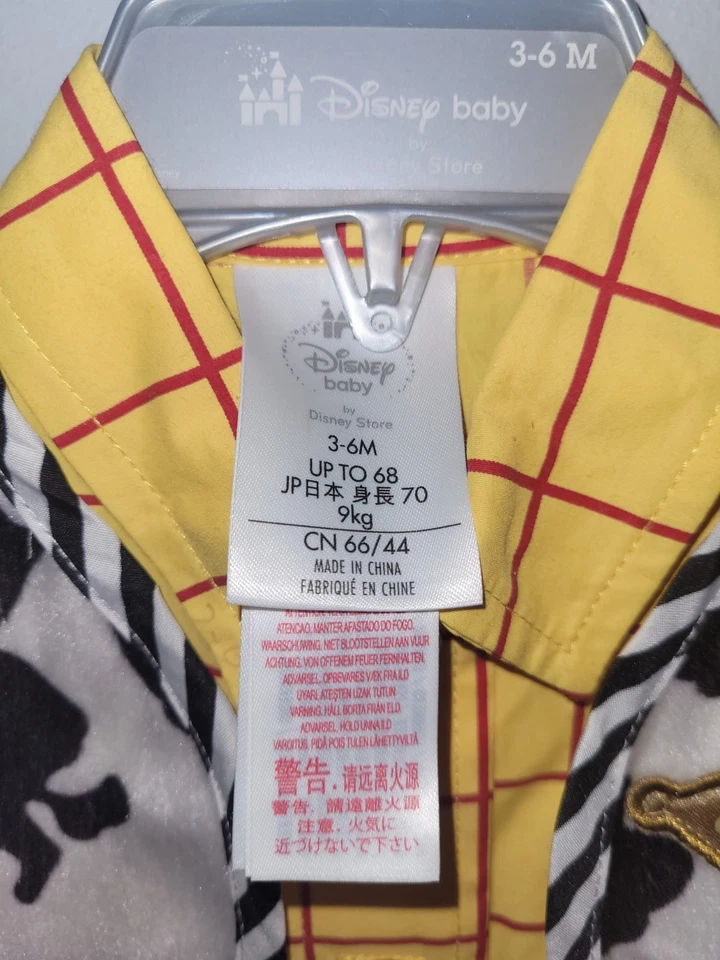 3-6 M
Disney baby
by
Store
Disney
baby
by
Disney Store
3-6M
UP TO 68
JP日本 身長 70
9kg
CN 66/44
MADE IN CHINA
FABRIQUÉ EN CHINE
ATENCAO. MANTER AFASTADO DO FOGO.
WAARSCHUWING. NIET BLOOTSTELLEN AAN VUUR
ACHTUNG. VON OFFENEM FEUER FERNHALTEN.
ADVARSEL. OPBEVARES VÆK FRA ILD
UYARI. ATEŞTEN UZAK TUTUN
VARNING. HÅLL BORTA FRÅN ELD.
ADVARSEL. HOLD UNNA ILD
VAROITUS. PIDÄ POIS TULEN LÄHETYVILTÄ
警告.请远离火源
警告.請遠離火源
注意.火気に
近づけないで下さい